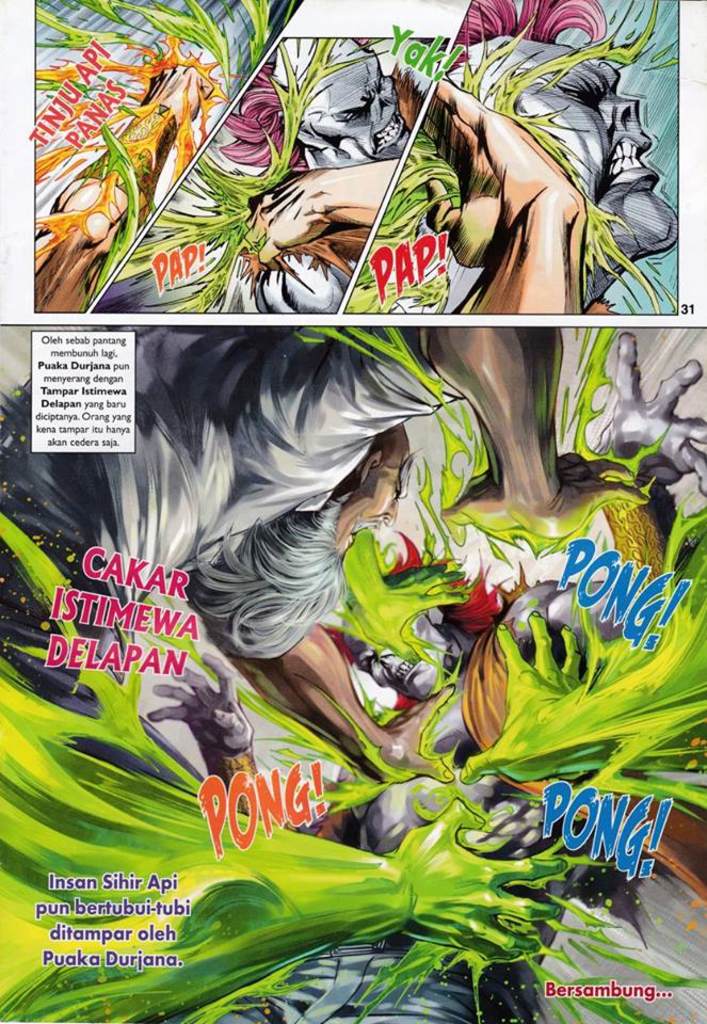 TINJU API
PANAS
PAP!
Yak!
PAP!
31
Oleh sebab pantang
membunuh lagi,
Puaka Durjana pun
menyerang dengan
Tampar Istimewa
Delapan yang baru
diciptanya. Orang yang
kena tampar itu hanya
akan cedera saja.
CAKAR
ISTIMEWA
DELAPAN
PONG!
PONG!
PONG!
Insan Sihir Api
pun bertubui-tubi
ditampar oleh
Puaka Durjana.
Bersambung...